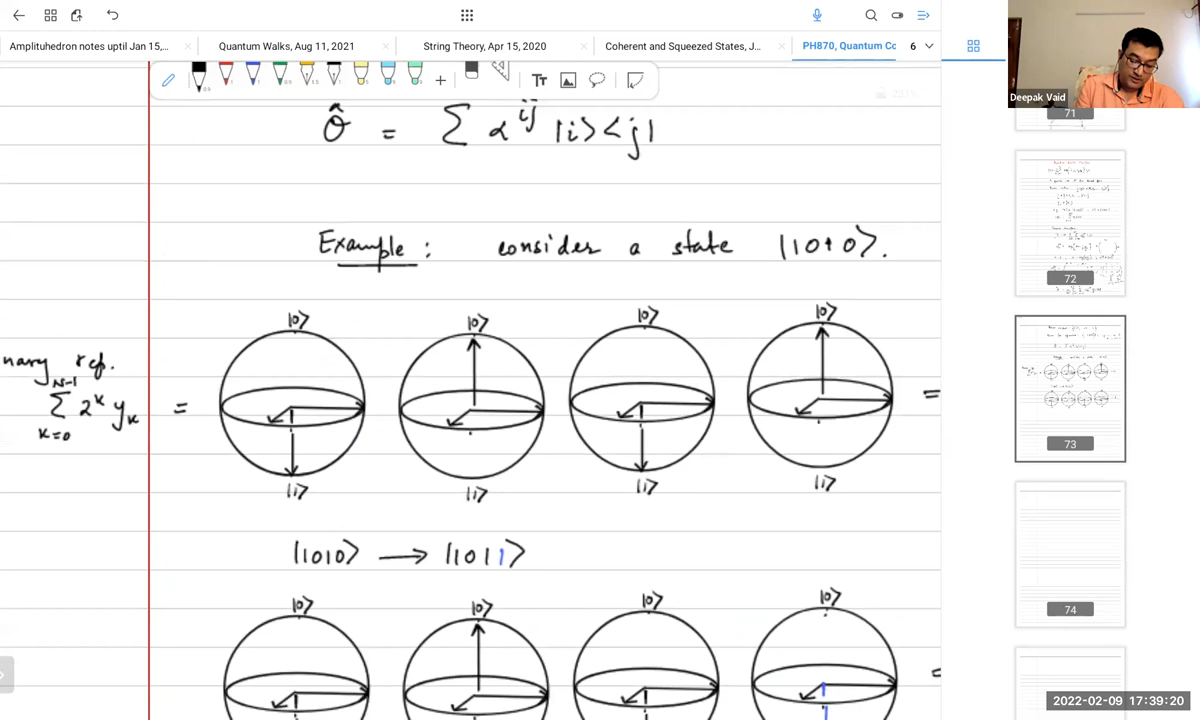 Amplituhedron notes uptil Jan 15,...
Quantum Walks, Aug 11, 2021
String Theory, Apr 15, 2020
Coherent and Squeezed States, J...
PH870, Quantum Cc
6
Deepak Vaid
Tт
Ô = Σ α^ij |i><j|
Example : consider a state |1010>.
|0> |0> |0> |0>
nary rep.
N-1
Σ 2^k y_k = =
k=0
|1> |1> |1> |1>
|1010> → |1011>
|0> |0> |0> |0>
=
71
72
73
74
2022-02-09 17:39:20